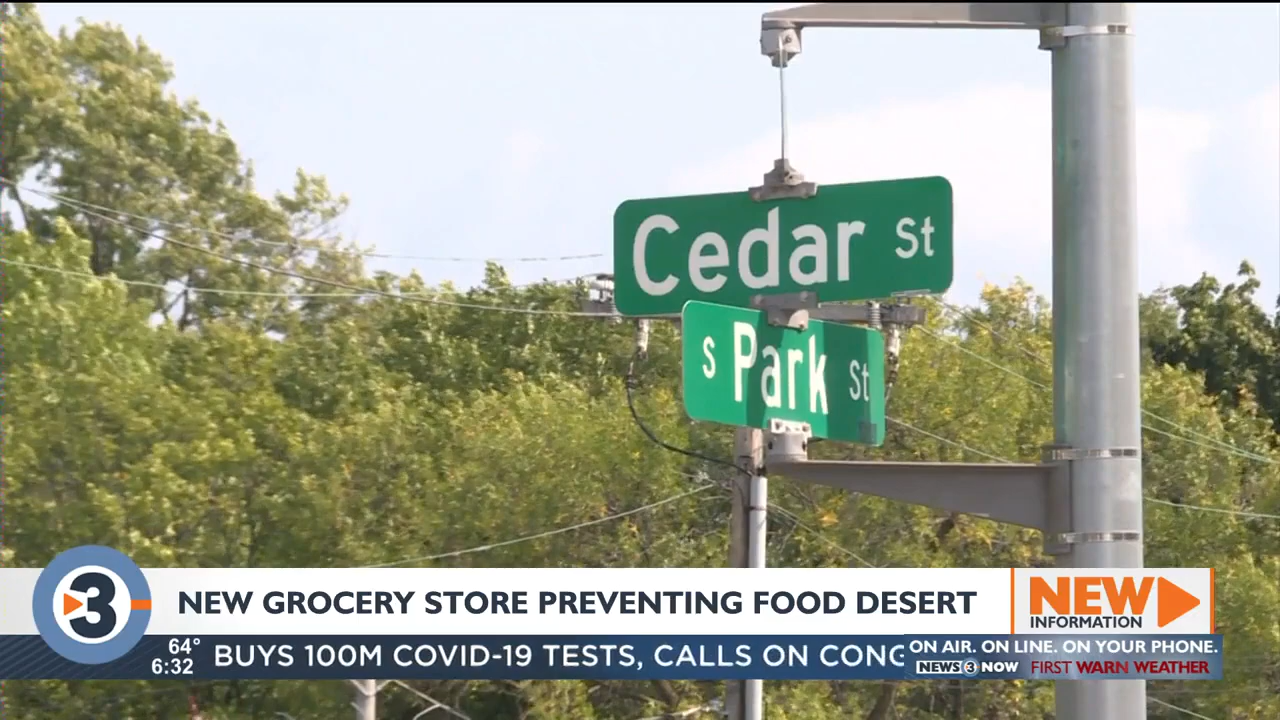 Cedar St
S Park St
3
NEW GROCERY STORE PREVENTING FOOD DESERT
NEW
INFORMATION
64°
6:32
BUYS 100M COVID-19 TESTS, CALLS ON CONG
ON AIR. ON LINE. ON YOUR PHONE.
NEWS 3 NOW FIRST WARN WEATHER